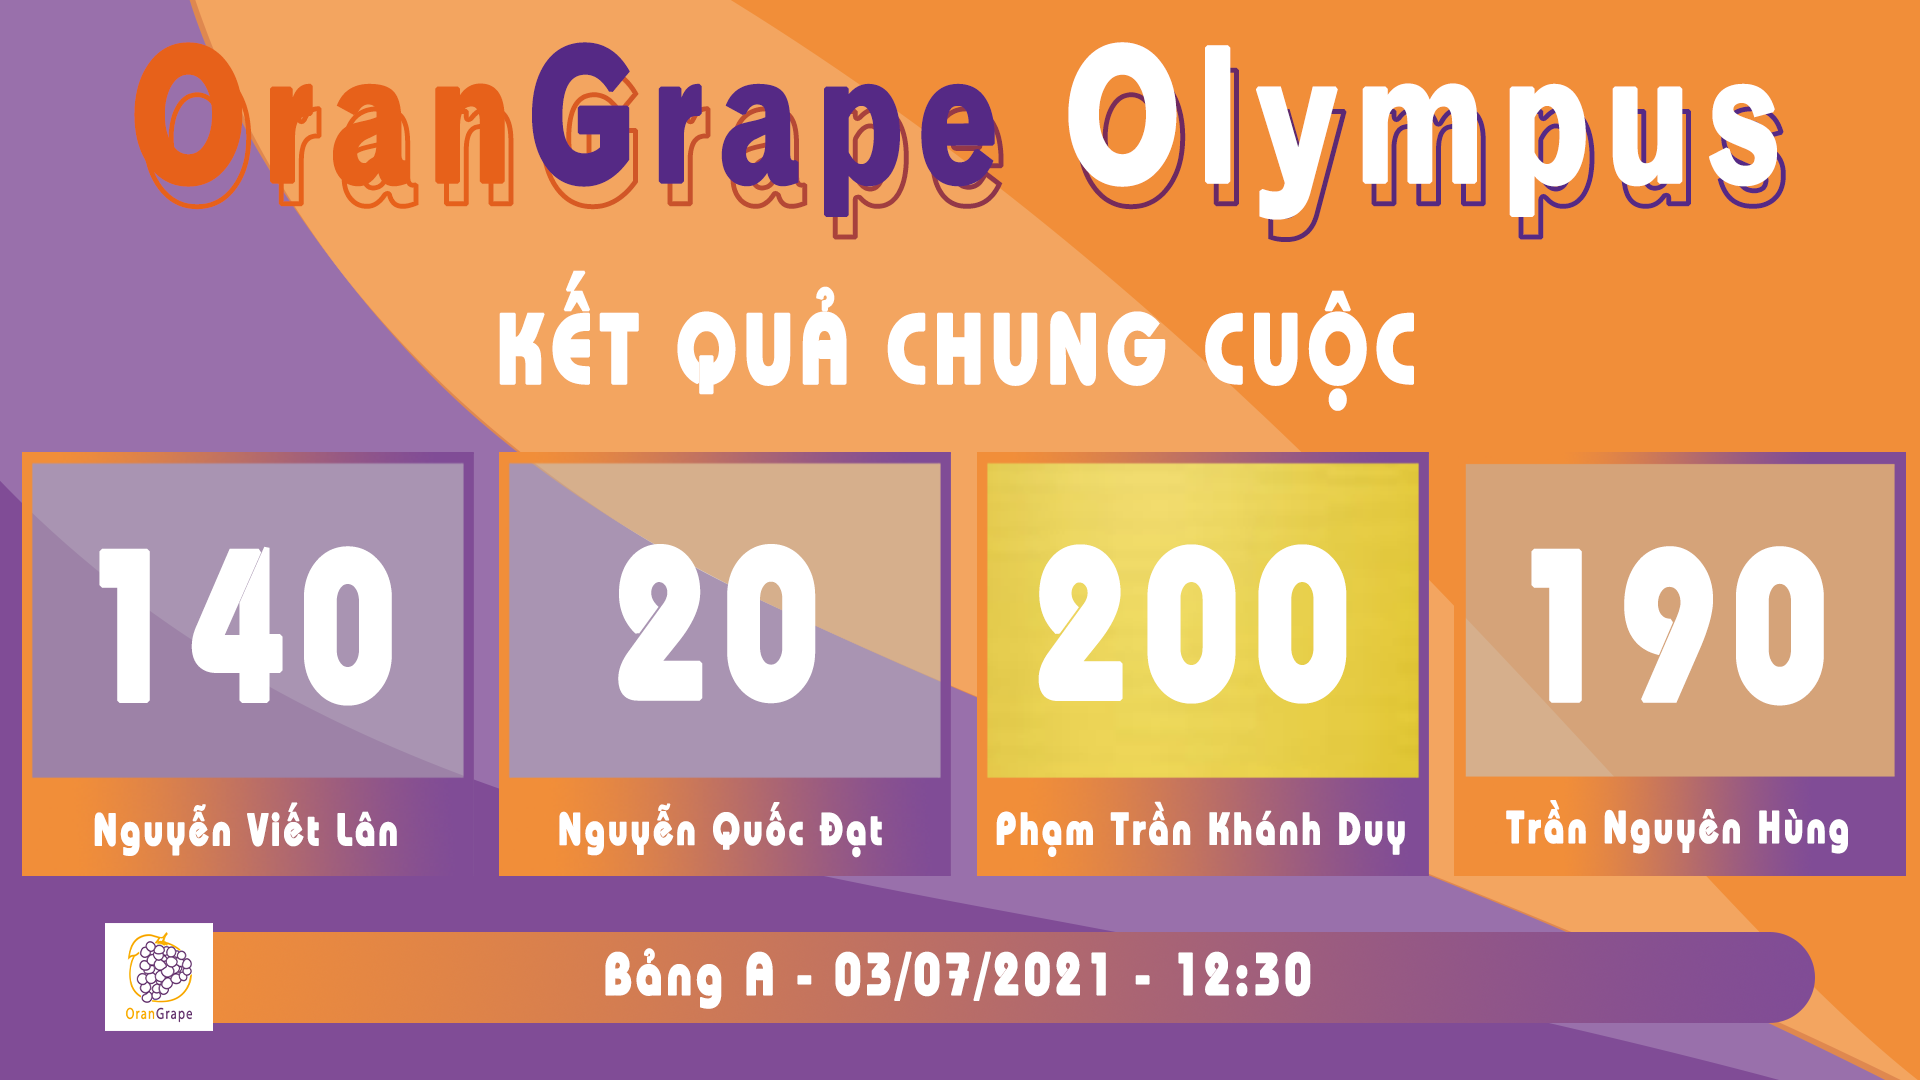 OranGrape Olympus
KẾT QUẢ CHUNG CUỘC
140
20
200
190
Nguyễn Viết Lân
Nguyễn Quốc Đạt
Phạm Trần Khánh Duy
Trần Nguyên Hùng
Bảng A - 03/07/2021 - 12:30
OranGrape